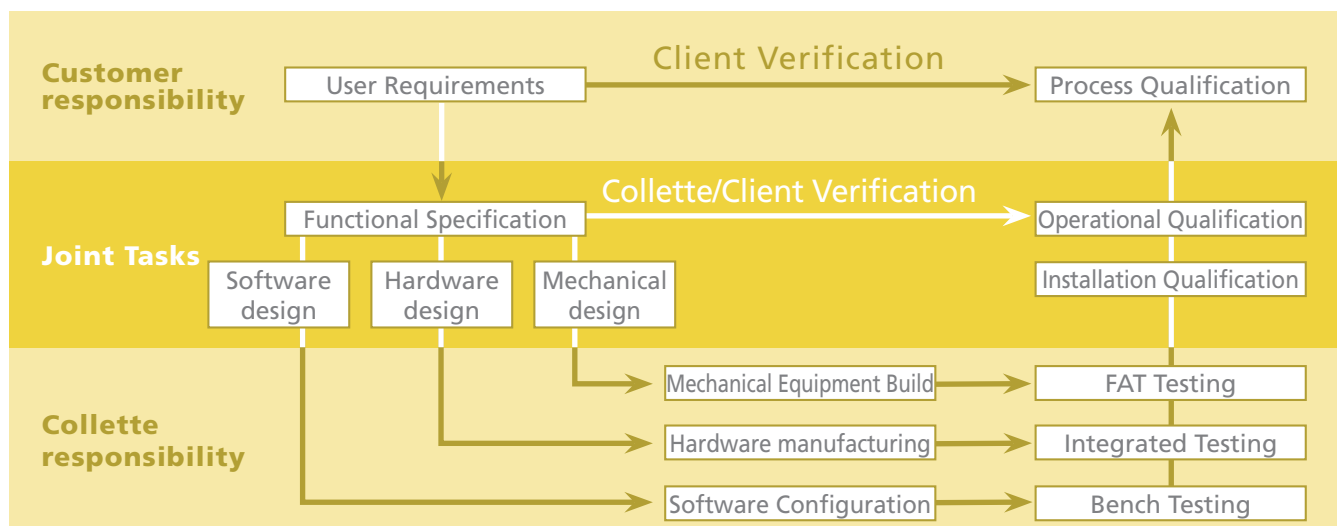 Customer
responsibility
User Requirements
Client Verification
Process Qualification
Joint Tasks
Functional Specification
Collette/Client Verification
Operational Qualification
Software
design
Hardware
design
Mechanical
design
Installation Qualification
Collette
responsibility
Mechanical Equipment Build
FAT Testing
Hardware manufacturing
Integrated Testing
Software Configuration
Bench Testing